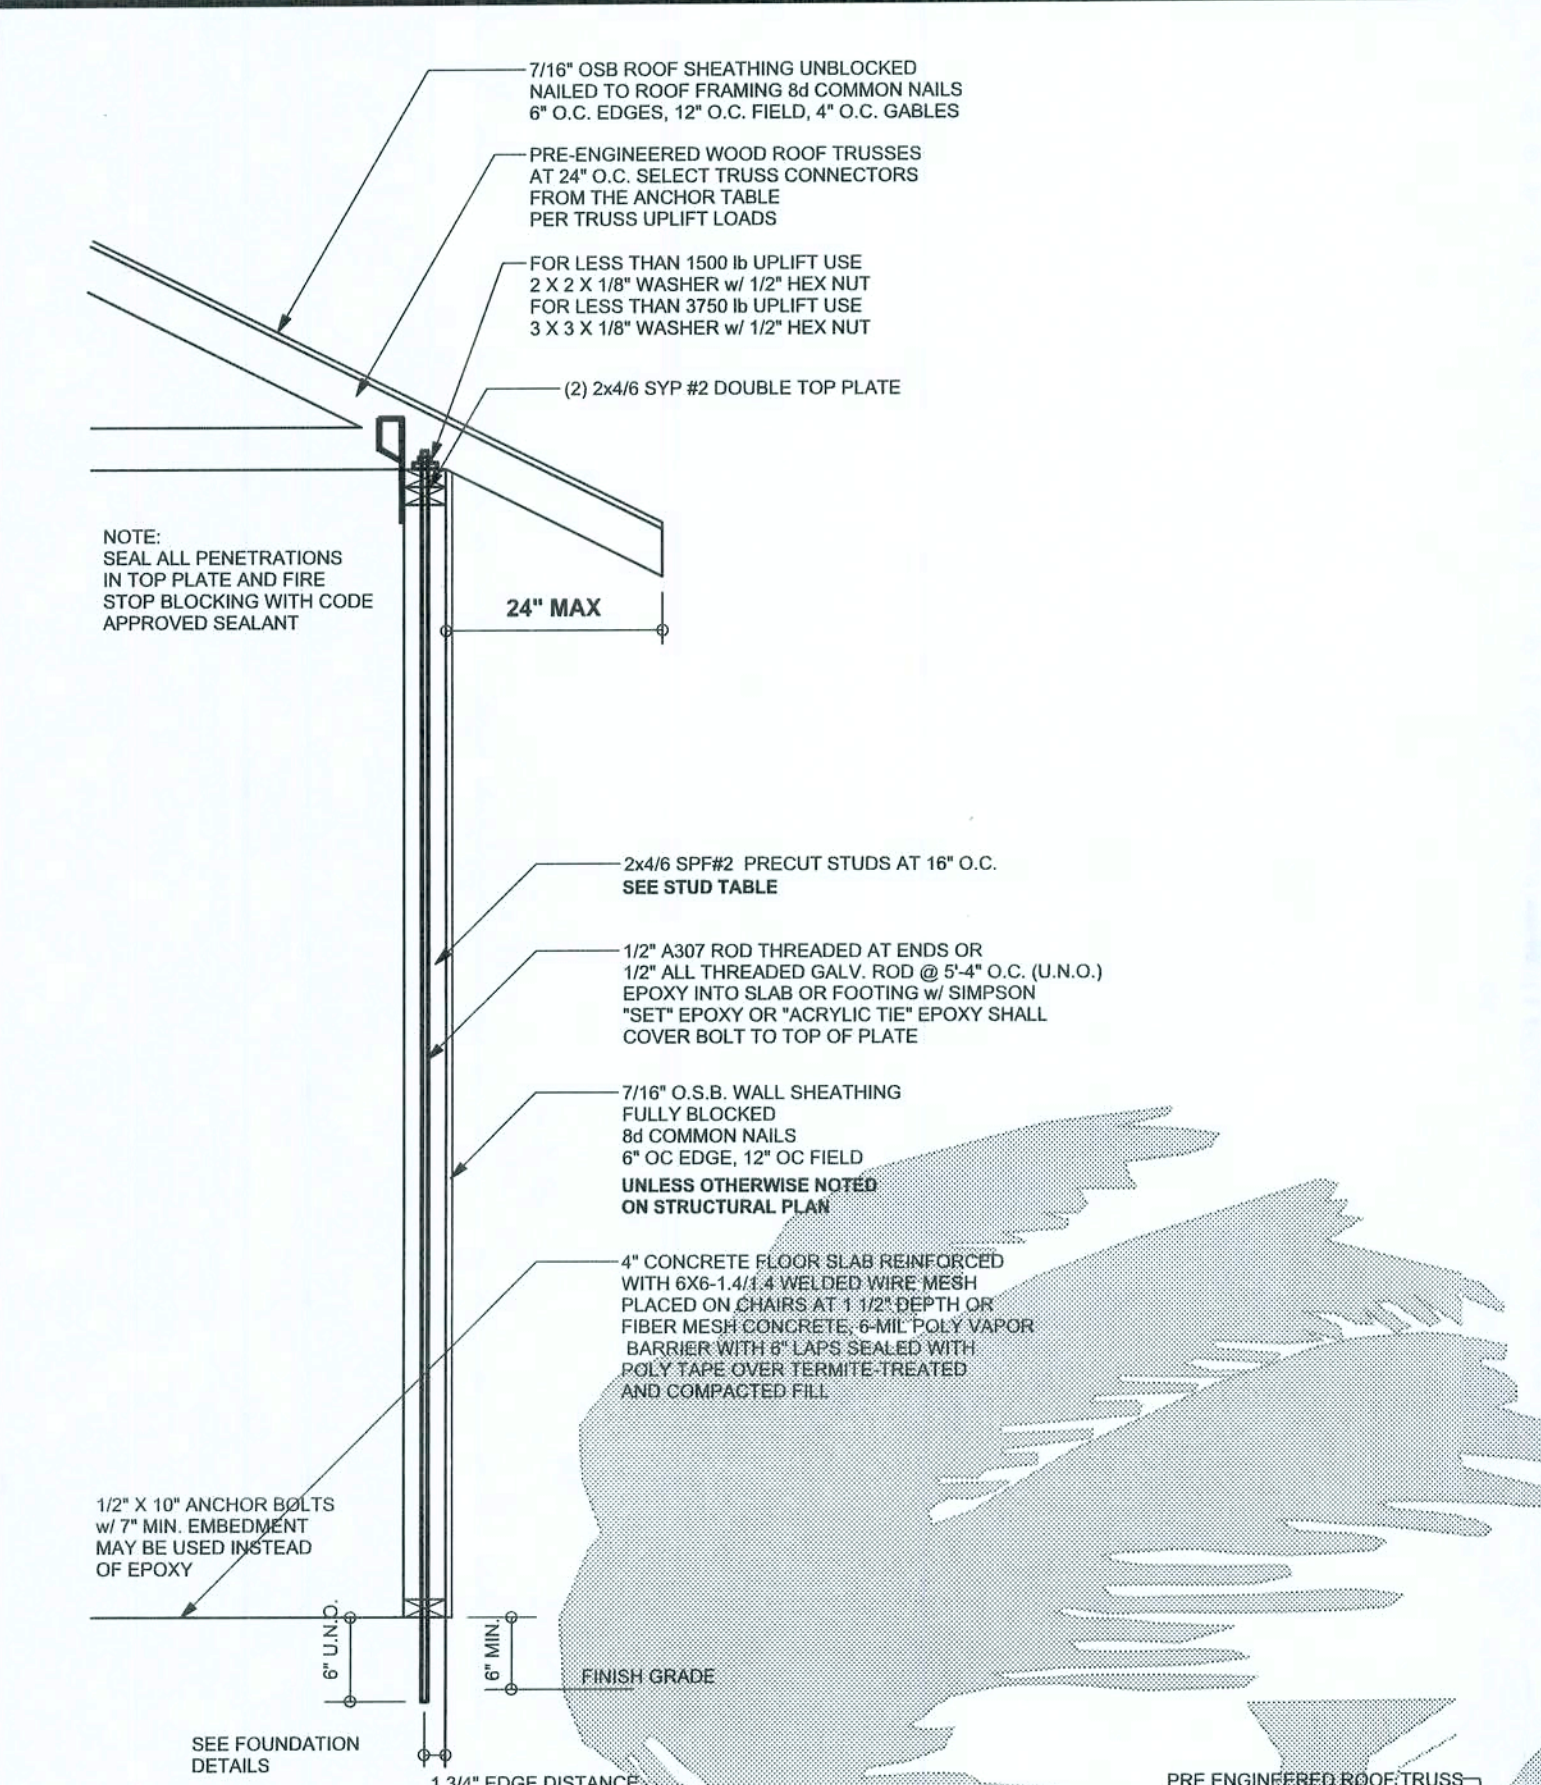 7/16" OSB ROOF SHEATHING UNBLOCKED
NAILED TO ROOF FRAMING 8d COMMON NAILS
6" O.C. EDGES, 12" O.C. FIELD, 4" O.C. GABLES
PRE-ENGINEERED WOOD ROOF TRUSSES
AT 24" O.C. SELECT TRUSS CONNECTORS
FROM THE ANCHOR TABLE
PER TRUSS UPLIFT LOADS
FOR LESS THAN 1500 lb UPLIFT USE
2 X 2 X 1/8" WASHER w/ 1/2" HEX NUT
FOR LESS THAN 3750 lb UPLIFT USE
3 X 3 X 1/8" WASHER w/ 1/2" HEX NUT
(2) 2x4/6 SYP #2 DOUBLE TOP PLATE
NOTE:
SEAL ALL PENETRATIONS
IN TOP PLATE AND FIRE
STOP BLOCKING WITH CODE
APPROVED SEALANT
24" MAX
2x4/6 SPF#2 PRECUT STUDS AT 16" O.C.
SEE STUD TABLE
1/2" A307 ROD THREADED AT ENDS OR
1/2" ALL THREADED GALV. ROD @ 5'-4" O.C. (U.N.O.)
EPOXY INTO SLAB OR FOOTING w/ SIMPSON
"SET" EPOXY OR "ACRYLIC TIE" EPOXY SHALL
COVER BOLT TO TOP OF PLATE
7/16" O.S.B. WALL SHEATHING
FULLY BLOCKED
8d COMMON NAILS
6" OC EDGE, 12" OC FIELD
UNLESS OTHERWISE NOTED
ON STRUCTURAL PLAN
4" CONCRETE FLOOR SLAB REINFORCED
WITH 6X6-1.4/1.4 WELDED WIRE MESH
PLACED ON CHAIRS AT 1 1/2" DEPTH OR
FIBER MESH CONCRETE, 6-MIL POLY VAPOR
BARRIER WITH 6" LAPS SEALED WITH
POLY TAPE OVER TERMITE-TREATED
AND COMPACTED FILL
1/2" X 10" ANCHOR BOLTS
w/ 7" MIN. EMBEDMENT
MAY BE USED INSTEAD
OF EPOXY
6" U.N.O.
6" MIN.
FINISH GRADE
SEE FOUNDATION
DETAILS
1 3/4" EDGE DISTANCE
PRE ENGINEERED ROOF TRUSS